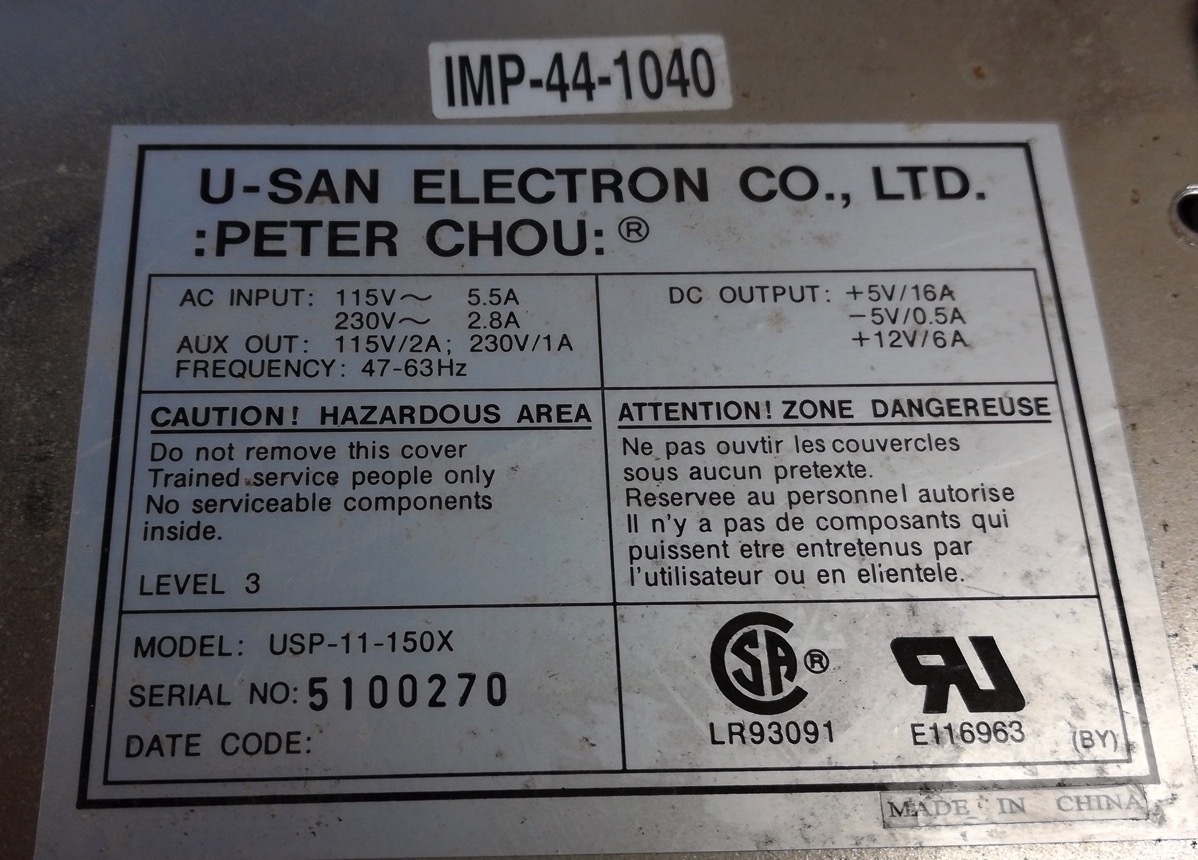 IMP-44-1040
U-SAN ELECTRON CO., LTD.
:PETER CHOU:®
AC INPUT: 115V~ 5.5A
230V~ 2.8A
AUX OUT: 115V/2A; 230V/1A
FREQUENCY: 47-63Hz
DC OUTPUT: +5V/16A
-5V/0.5A
+12V/6A
CAUTION! HAZARDOUS AREA
Do not remove this cover
Trained service people only
No serviceable components
inside.
LEVEL 3
ATTENTION! ZONE DANGEREUSE
Ne pas ouvtir les couvercles
sous aucun pretexte.
Reservee au personnel autorise
Il n'y a pas de composants qui
puissent etre entretenus par
l'utilisateur ou en elientele.
MODEL: USP-11-150X
SERIAL NO: 5100270
DATE CODE:
SA ®
LR93091
RU
E116963
(BY)
MADE IN CHINA